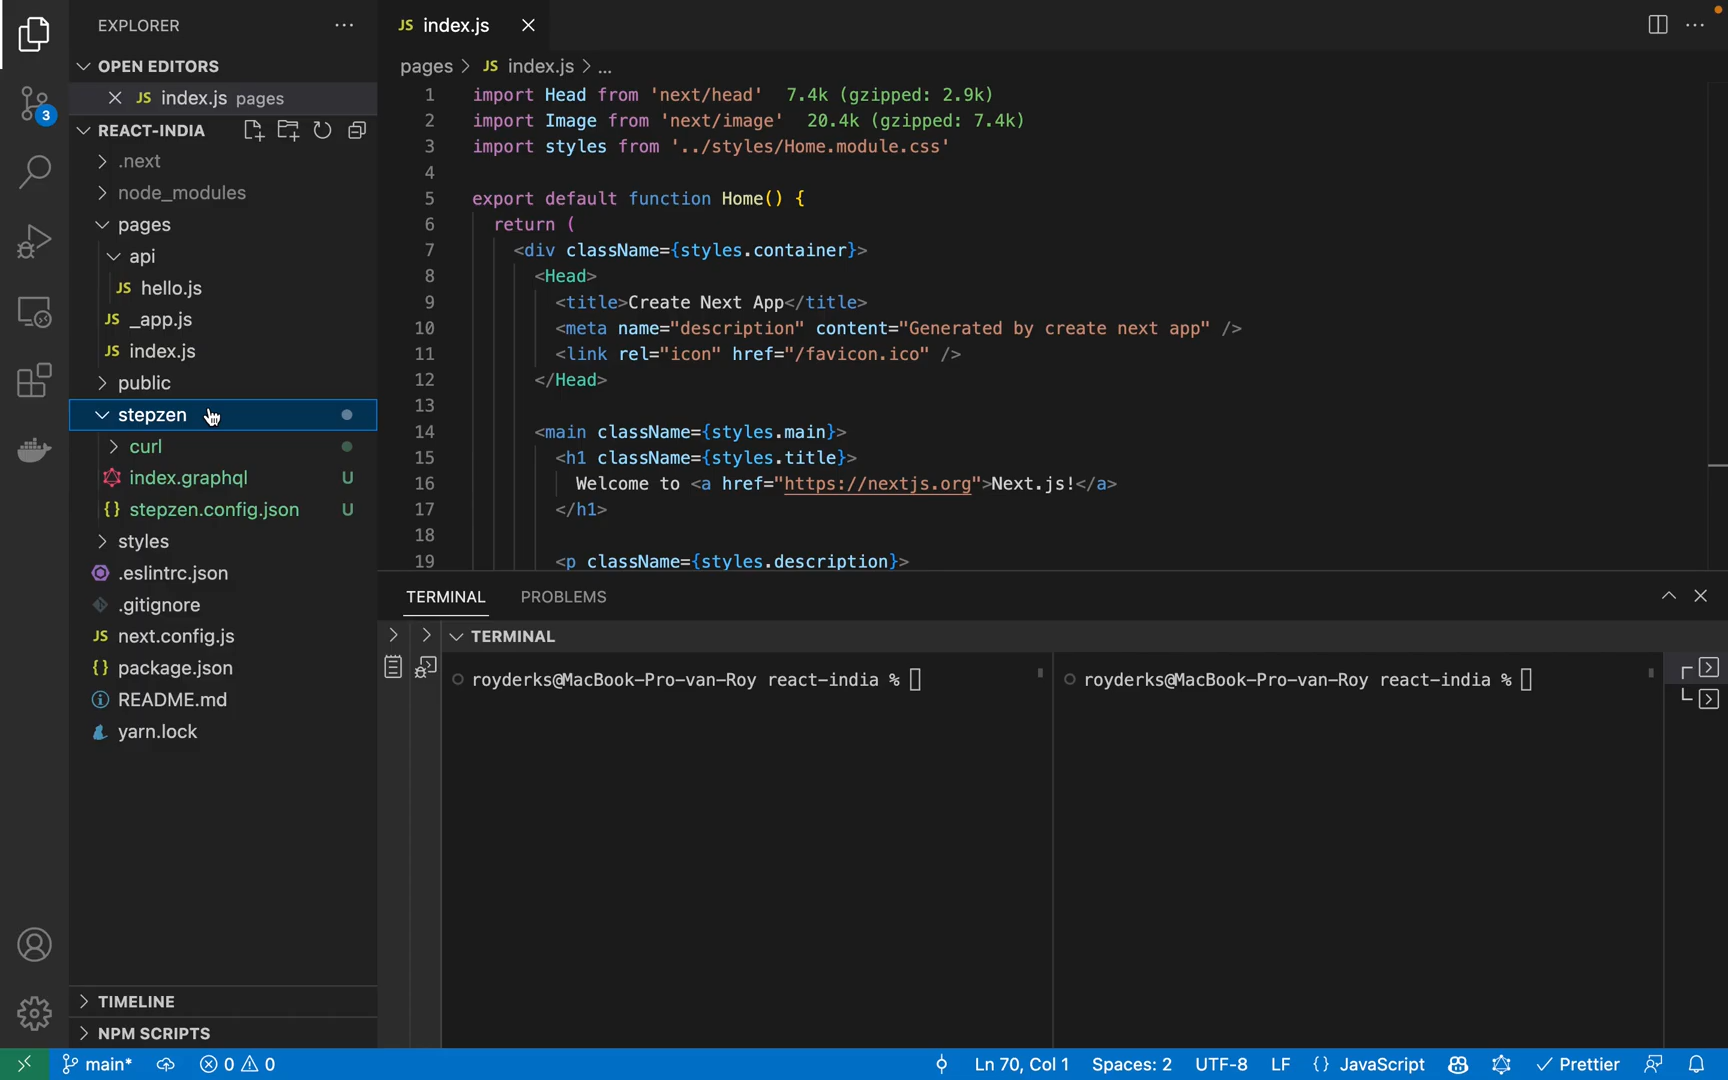 EXPLORER
OPEN EDITORS
JS index.js pages
REACT-INDIA
.next
node_modules
pages
api
JS hello.js
JS _app.js
JS index.js
public
stepzen
curl
index.graphql U
{} stepzen.config.json U
styles
.eslintrc.json
.gitignore
JS next.config.js
{} package.json
README.md
yarn.lock
TIMELINE
NPM SCRIPTS
3
JS index.js
pages > JS index.js > ...
1 import Head from 'next/head' 7.4k (gzipped: 2.9k)
2 import Image from 'next/image' 20.4k (gzipped: 7.4k)
3 import styles from '../styles/Home.module.css'
4
5 export default function Home() {
6 return (
7 <div className={styles.container}>
8 <Head>
9 <title>Create Next App</title>
10 <meta name="description" content="Generated by create next app" />
11 <link rel="icon" href="/favicon.ico" />
12 </Head>
13
14 <main className={styles.main}>
15 <h1 className={styles.title}>
16 Welcome to <a href="https://nextjs.org">Next.js!</a>
17 </h1>
18
19 <p className={styles.description}>
TERMINAL PROBLEMS
TERMINAL
royderks@MacBook-Pro-van-Roy react-india %
royderks@MacBook-Pro-van-Roy react-india %
main* 0 0 Ln 70, Col 1 Spaces: 2 UTF-8 LF {} JavaScript Prettier